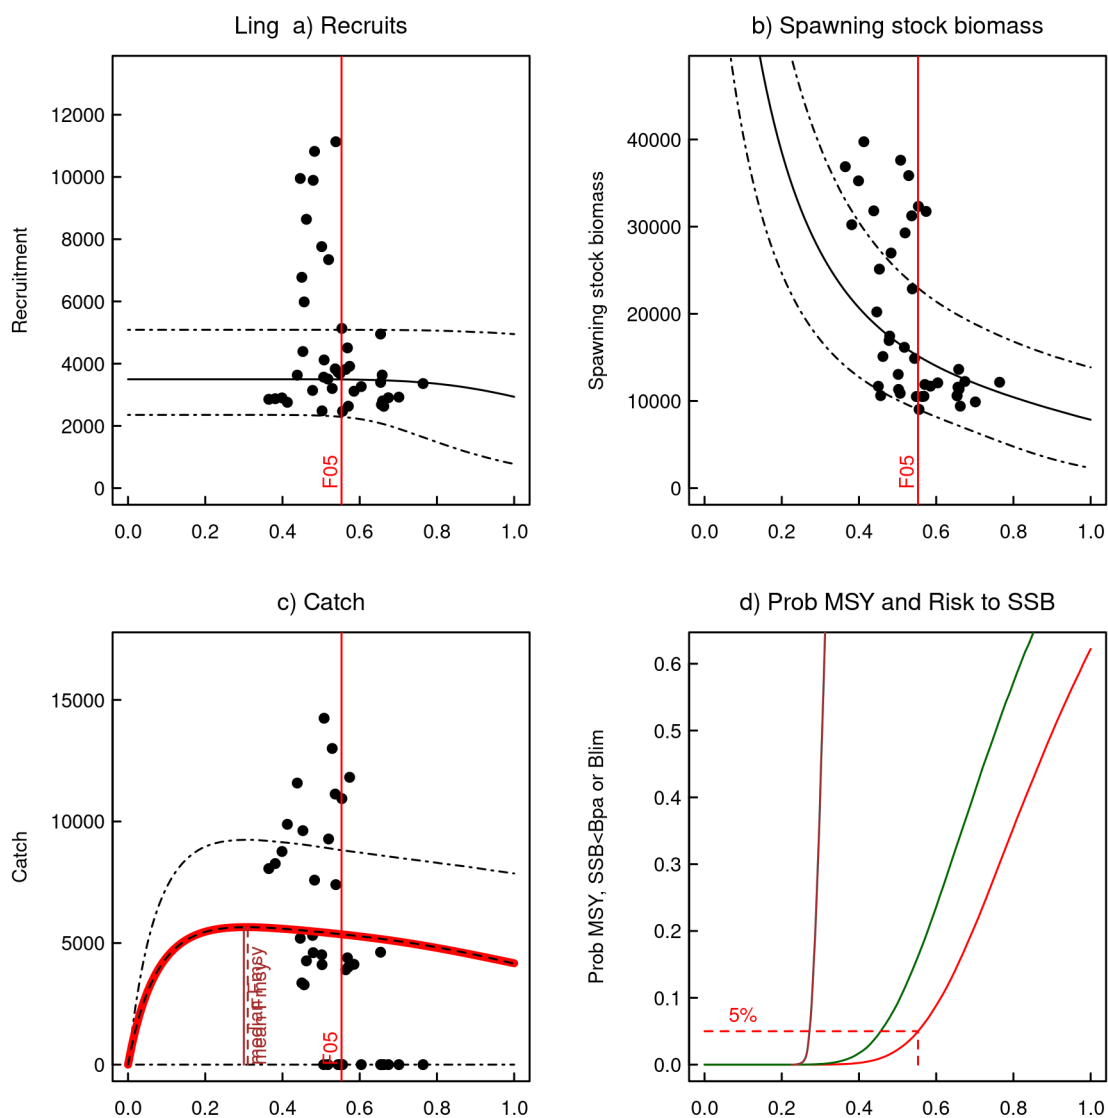 Ling a) Recruits
Recruitment
12000
10000
8000
6000
4000
2000
0
F05
0.0 0.2 0.4 0.6 0.8 1.0
b) Spawning stock biomass
Spawning stock biomass
40000
30000
20000
10000
0
F05
0.0 0.2 0.4 0.6 0.8 1.0
c) Catch
Catch
15000
10000
5000
0
median Fmsy
mean Fmsy
F05
0.0 0.2 0.4 0.6 0.8 1.0
d) Prob MSY and Risk to SSB
Prob MSY, SSB<Bpa or Blim
0.6
0.5
0.4
0.3
0.2
0.1
0.0
5%
0.0 0.2 0.4 0.6 0.8 1.0